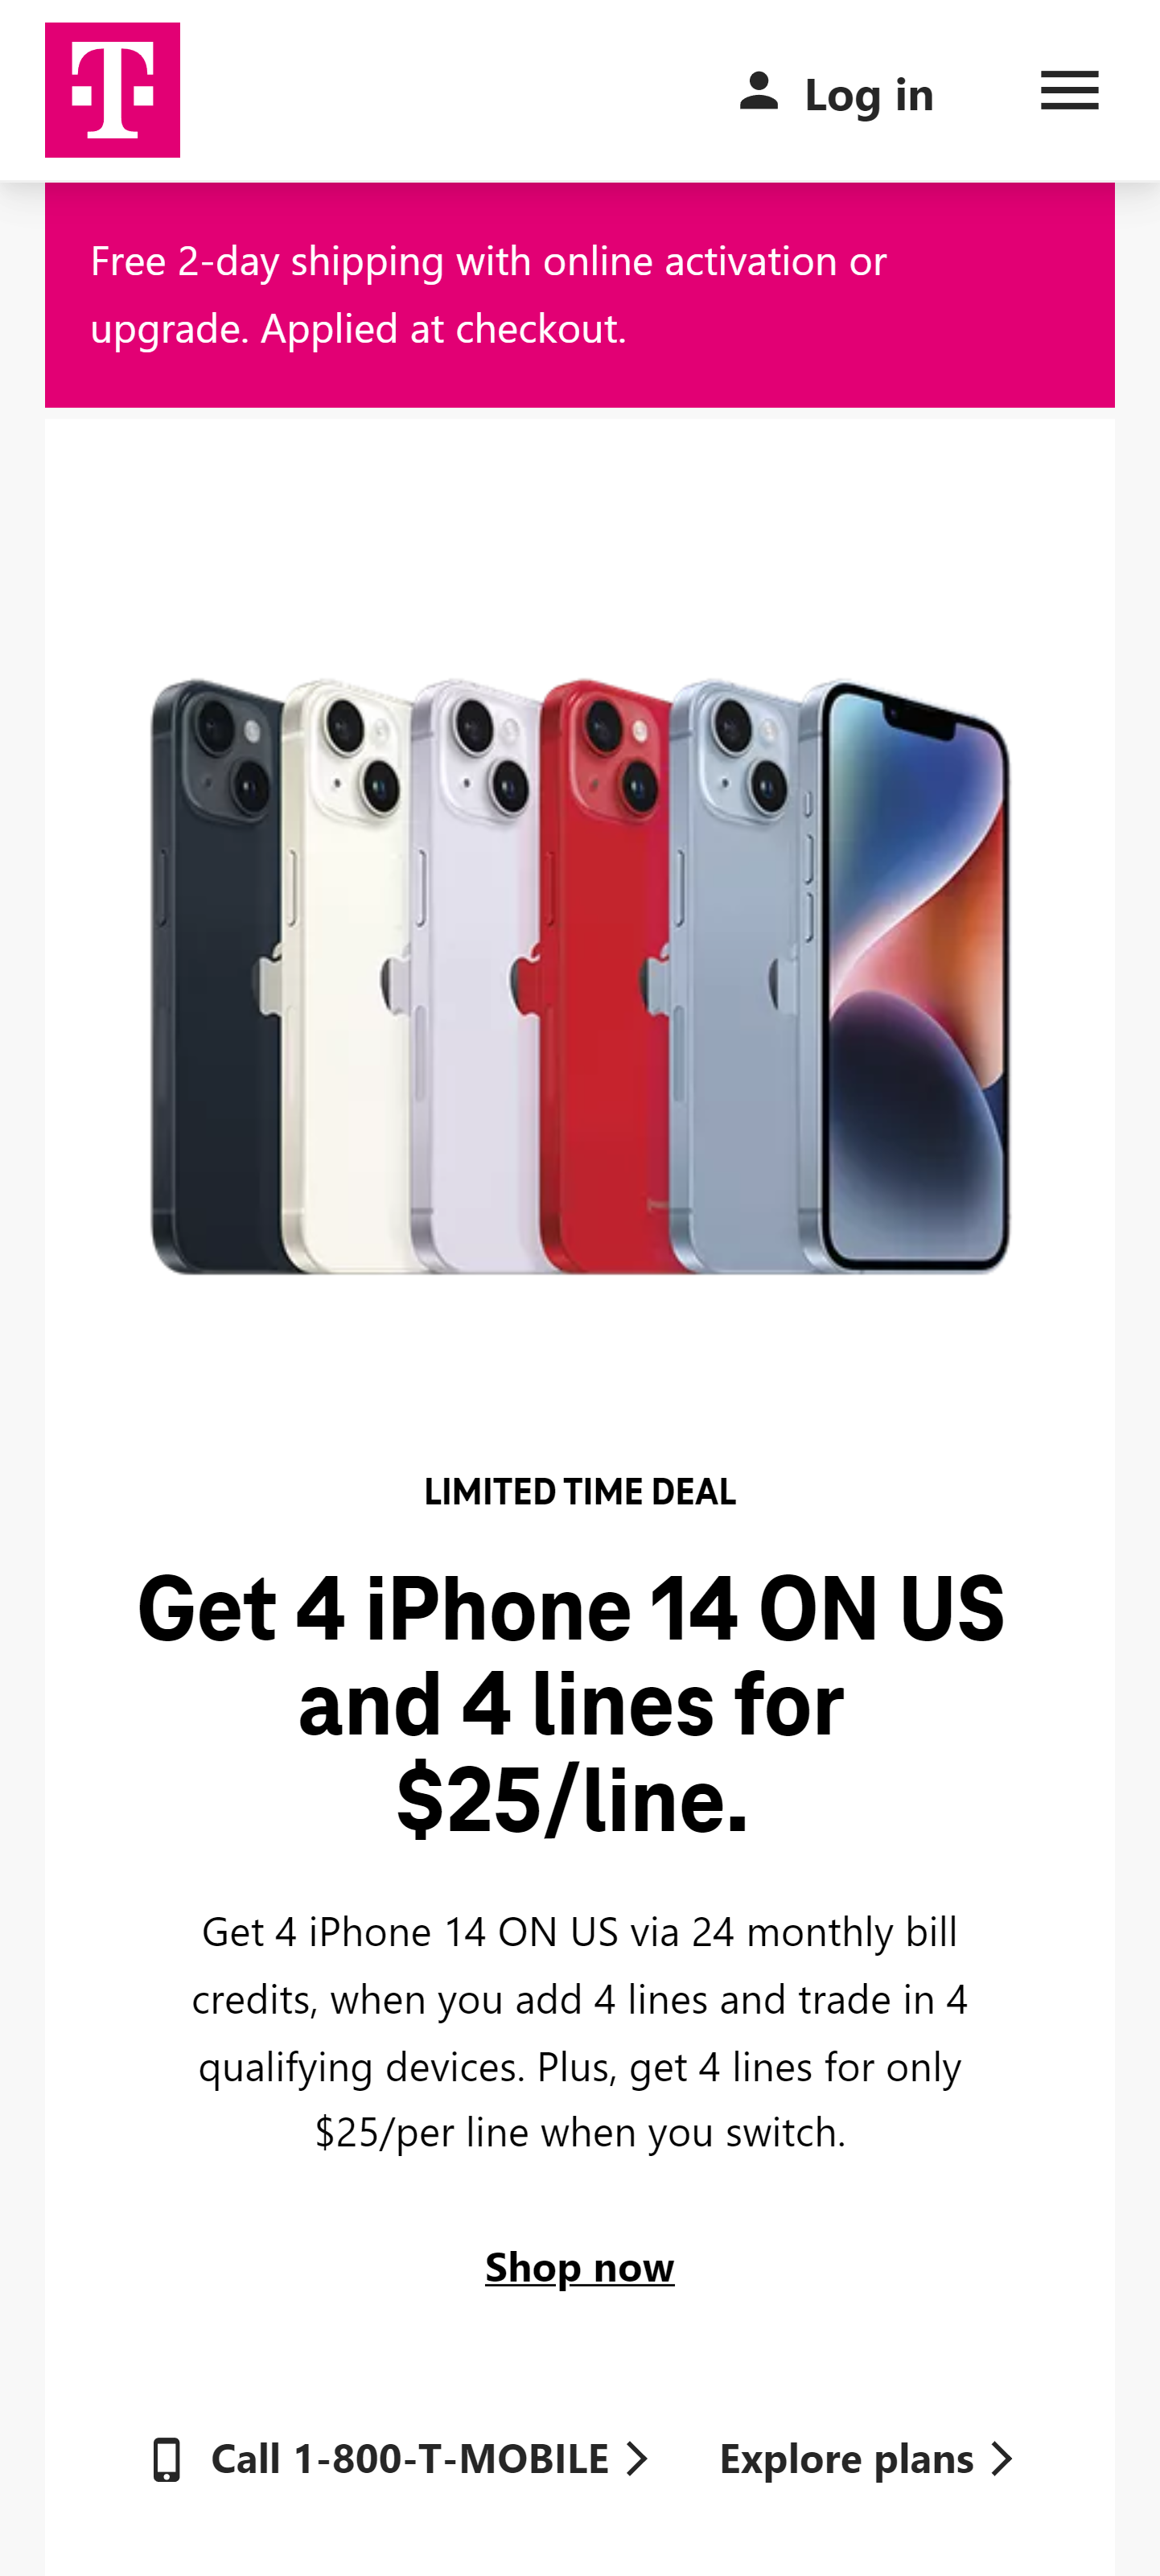 T
Log in
Free 2-day shipping with online activation or
upgrade. Applied at checkout.
LIMITED TIME DEAL
Get 4 iPhone 14 ON US
and 4 lines for
$25/line.
Get 4 iPhone 14 ON US via 24 monthly bill
credits, when you add 4 lines and trade in 4
qualifying devices. Plus, get 4 lines for only
$25/per line when you switch.
Shop now
Call 1-800-T-MOBILE
Explore plans